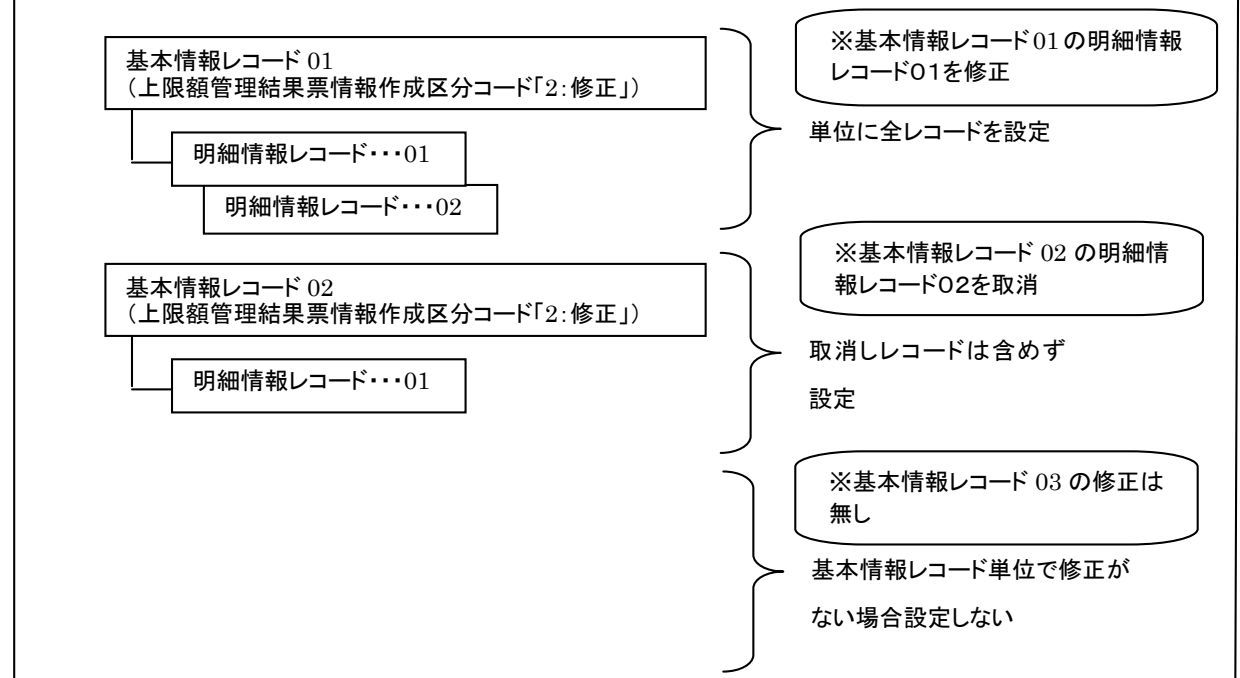 基本情報レコード 01
（上限額管理結果票情報作成区分コード「2：修正」）
明細情報レコード・・・01
明細情報レコード・・・02
※基本情報レコード01の明細情報
レコード01を修正
単位に全レコードを設定
基本情報レコード 02
（上限額管理結果票情報作成区分コード「2：修正」）
明細情報レコード・・・01
※基本情報レコード 02 の明細情
報レコード02を取消
取消しレコードは含めず
設定
※基本情報レコード 03 の修正は
無し
基本情報レコード単位で修正が
ない場合設定しない